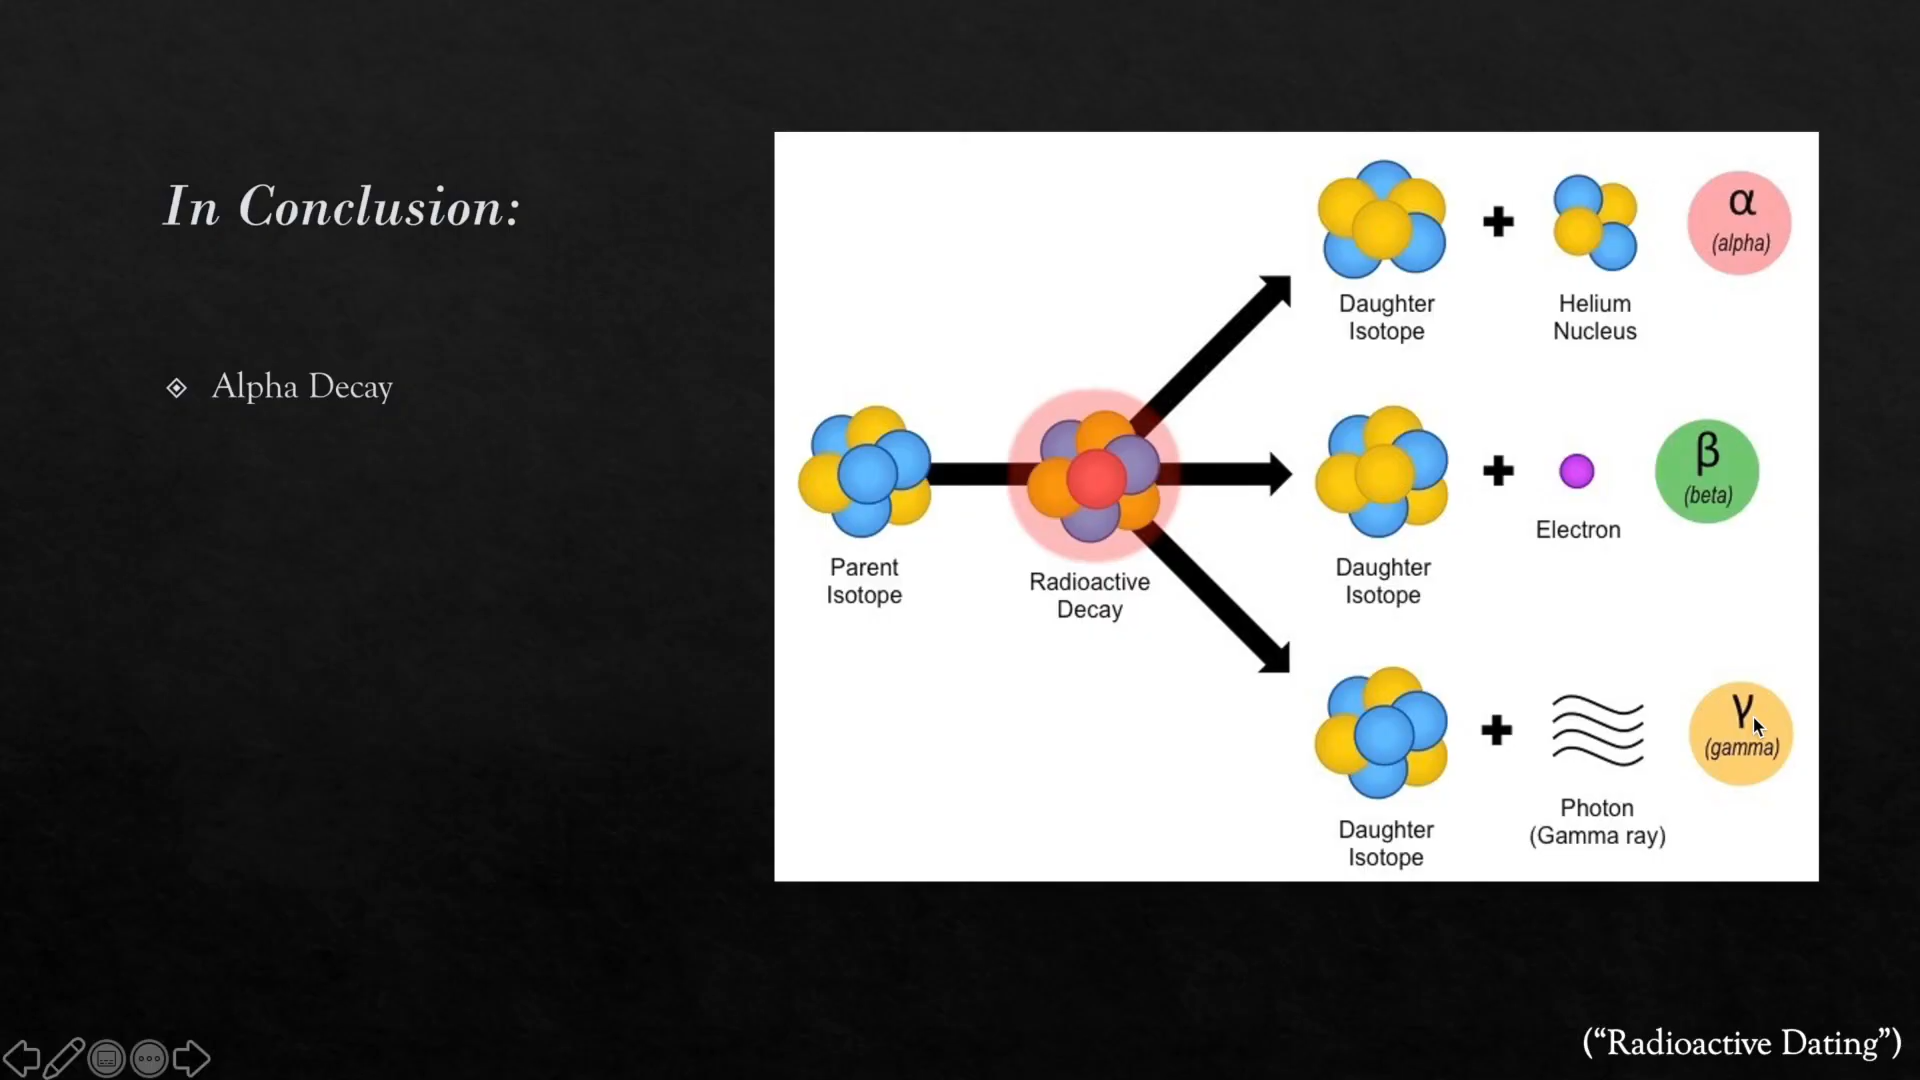 In Conclusion:
Alpha Decay
α
(alpha)
Daughter
Isotope
Helium
Nucleus
β
(beta)
Electron
Parent
Isotope
Radioactive
Decay
Daughter
Isotope
γ
(gamma)
Photon
(Gamma ray)
Daughter
Isotope
(“Radioactive Dating”)